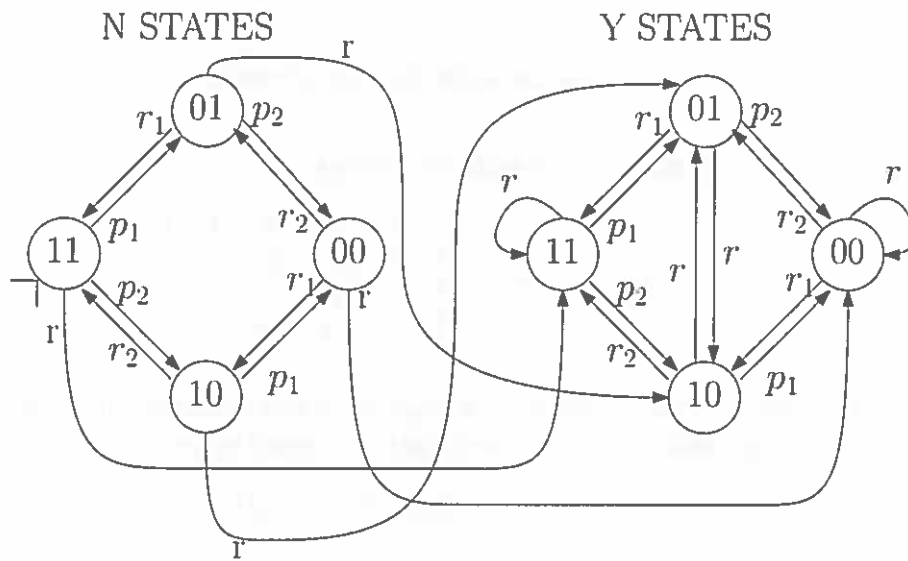 N STATES
Y STATES
r
01
p₂
r₁
01
p₂
r₁
r
r
11
p₁
r₂
00
11
p₁
r₂
00
p₂
r₁
r
r
r
p₂
r₁
r
r₂
10
p₁
r₂
10
p₁
r